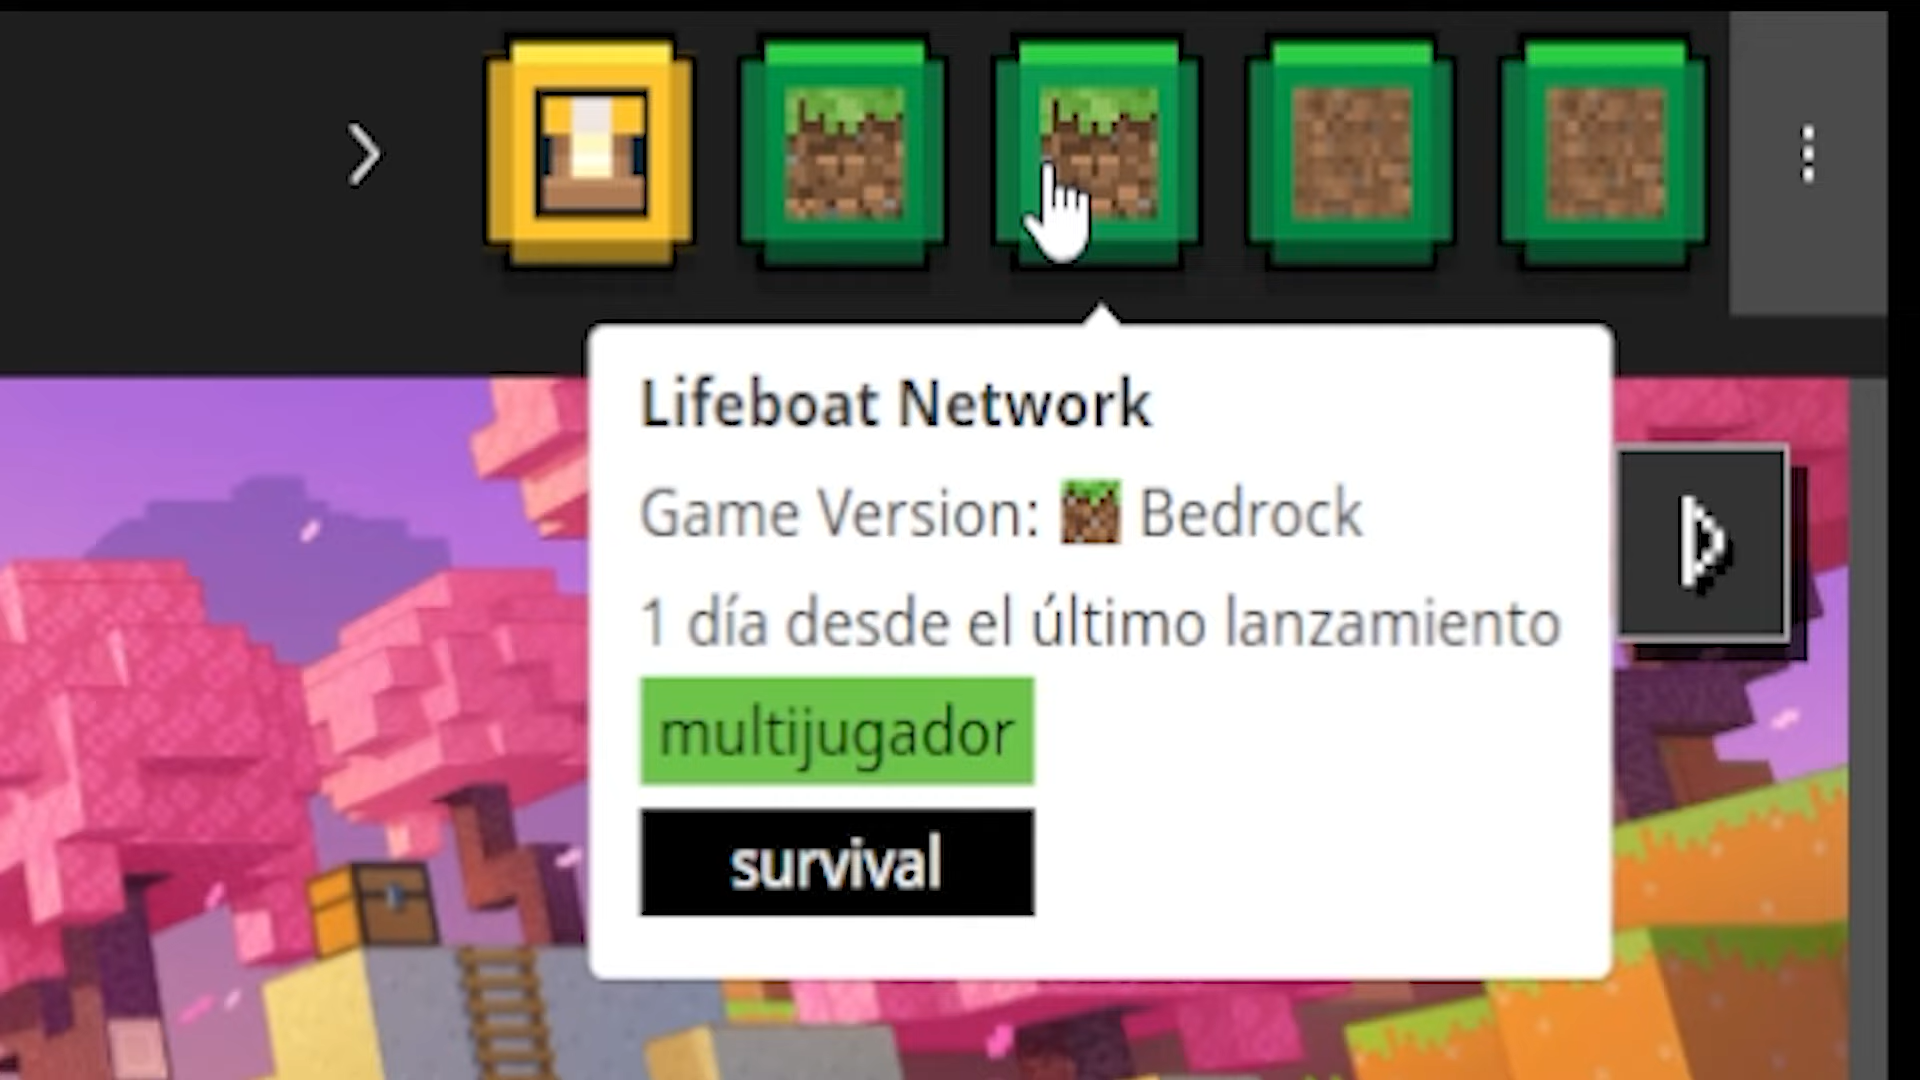 Lifeboat Network
Game Version: Bedrock
1 día desde el último lanzamiento
multijugador
survival